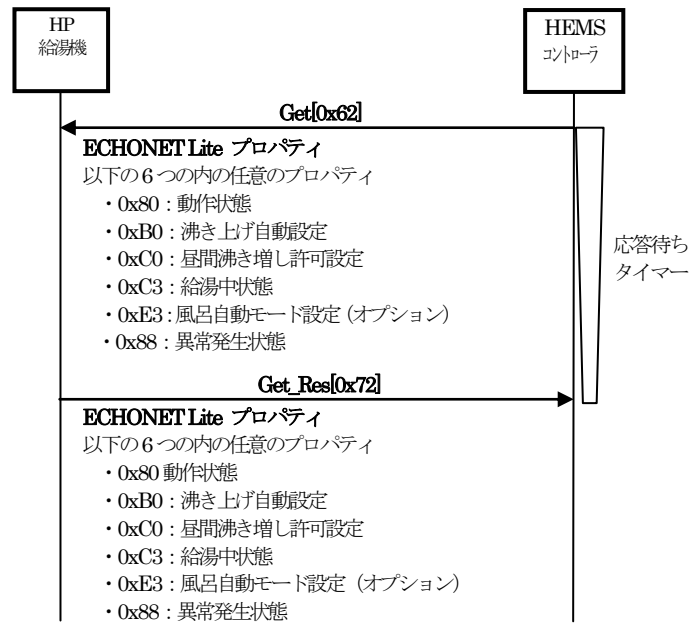 HP
給湯機
HEMS
コントローラ
Get[0x62]
ECHONET Lite プロパティ
以下の6つの内の任意のプロパティ
・0x80：動作状態
・0xB0：沸き上げ自動設定
・0xC0：昼間沸き増し許可設定
・0xC3：給湯中状態
・0xE3：風呂自動モード設定（オプション）
・0x88：異常発生状態
応答待ち
タイマー
Get_Res[0x72]
ECHONET Lite プロパティ
以下の6つの内の任意のプロパティ
・0x80 動作状態
・0xB0：沸き上げ自動設定
・0xC0：昼間沸き増し許可設定
・0xC3：給湯中状態
・0xE3：風呂自動モード設定（オプション）
・0x88：異常発生状態